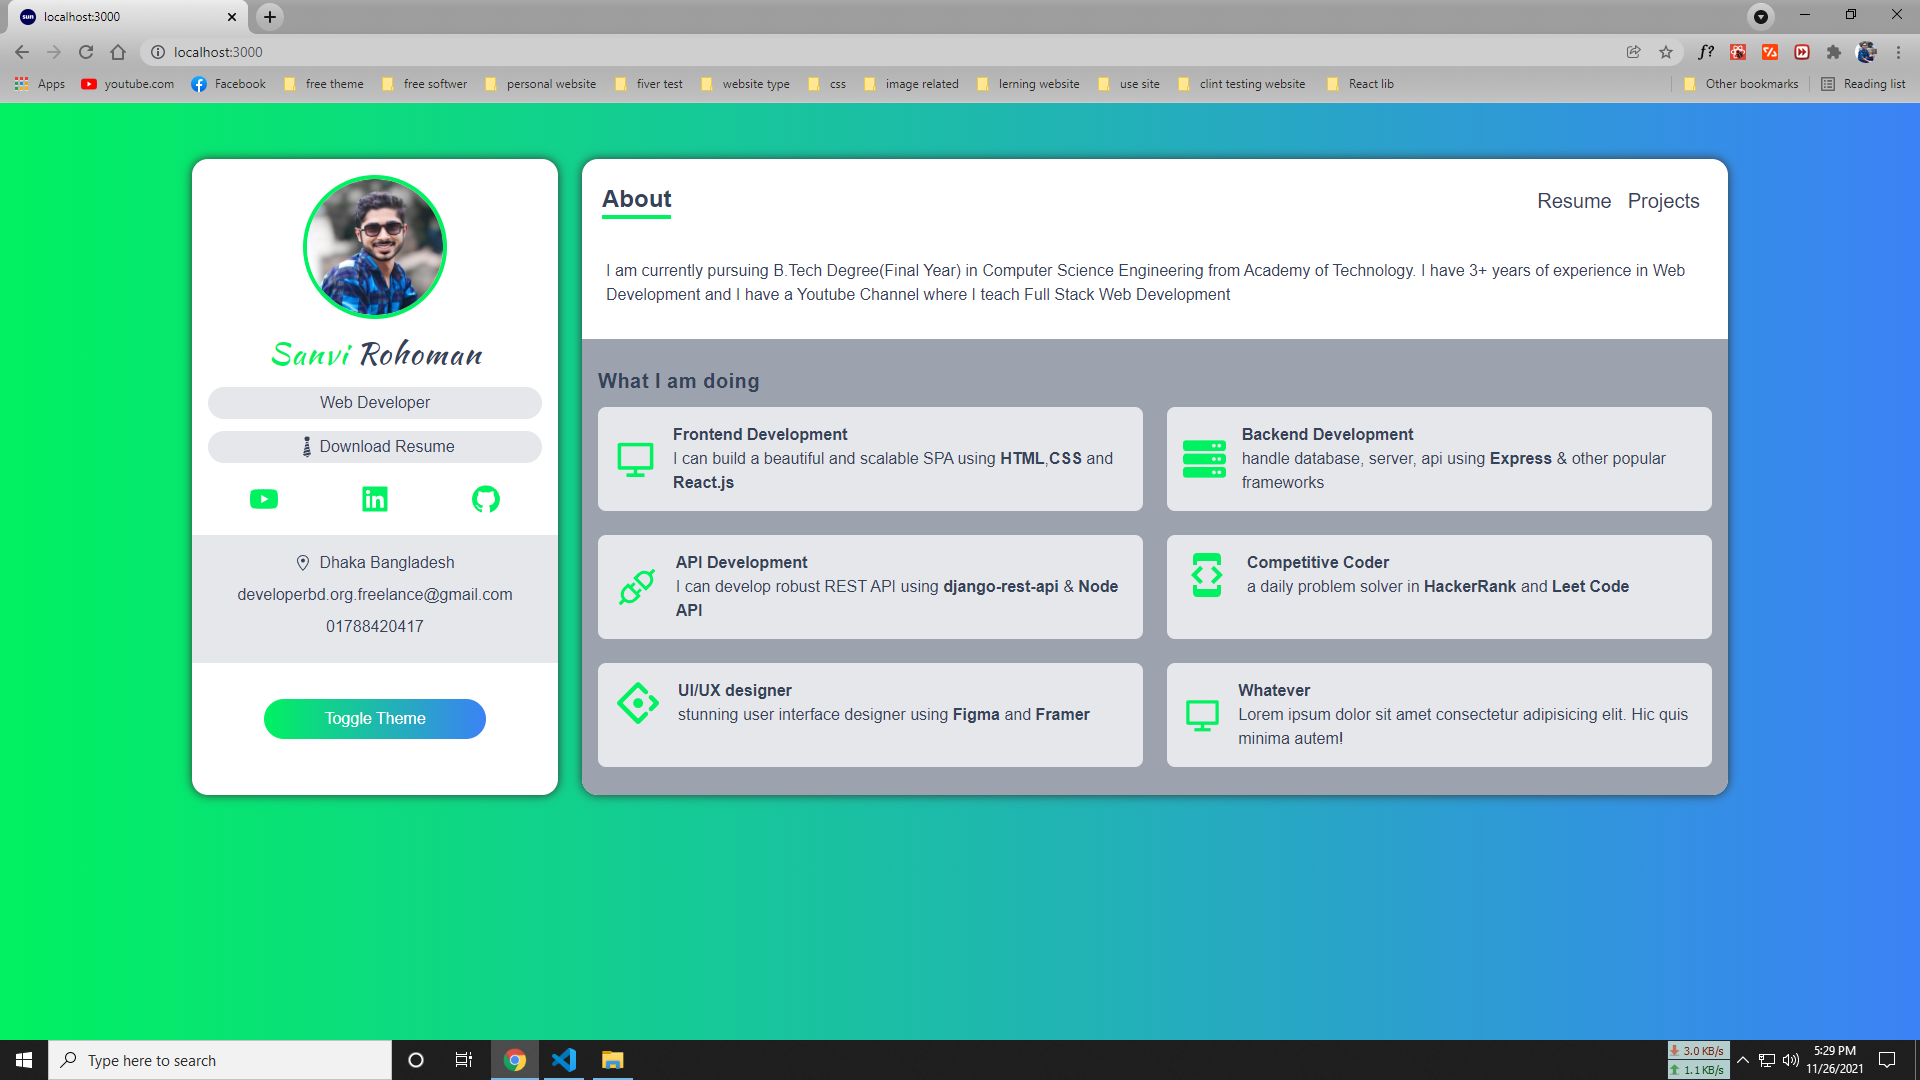 sun localhost:3000
localhost:3000
f?
Apps youtube.com Facebook free theme free softwer personal website fiver test website type css image related lerning website use site clint testing website React lib Other bookmarks Reading list
Sanvi Rohoman
Web Developer
Download Resume
Dhaka Bangladesh
developerbd.org.freelance@gmail.com
01788420417
Toggle Theme
About
Resume Projects
I am currently pursuing B.Tech Degree(Final Year) in Computer Science Engineering from Academy of Technology. I have 3+ years of experience in Web
Development and I have a Youtube Channel where I teach Full Stack Web Development
What I am doing
Frontend Development
I can build a beautiful and scalable SPA using HTML,CSS and
React.js
Backend Development
handle database, server, api using Express & other popular
frameworks
API Development
I can develop robust REST API using django-rest-api & Node
API
Competitive Coder
a daily problem solver in HackerRank and Leet Code
UI/UX designer
stunning user interface designer using Figma and Framer
Whatever
Lorem ipsum dolor sit amet consectetur adipisicing elit. Hic quis
minima autem!
Type here to search
3.0 KB/s
1.1 KB/s
5:29 PM
11/26/2021